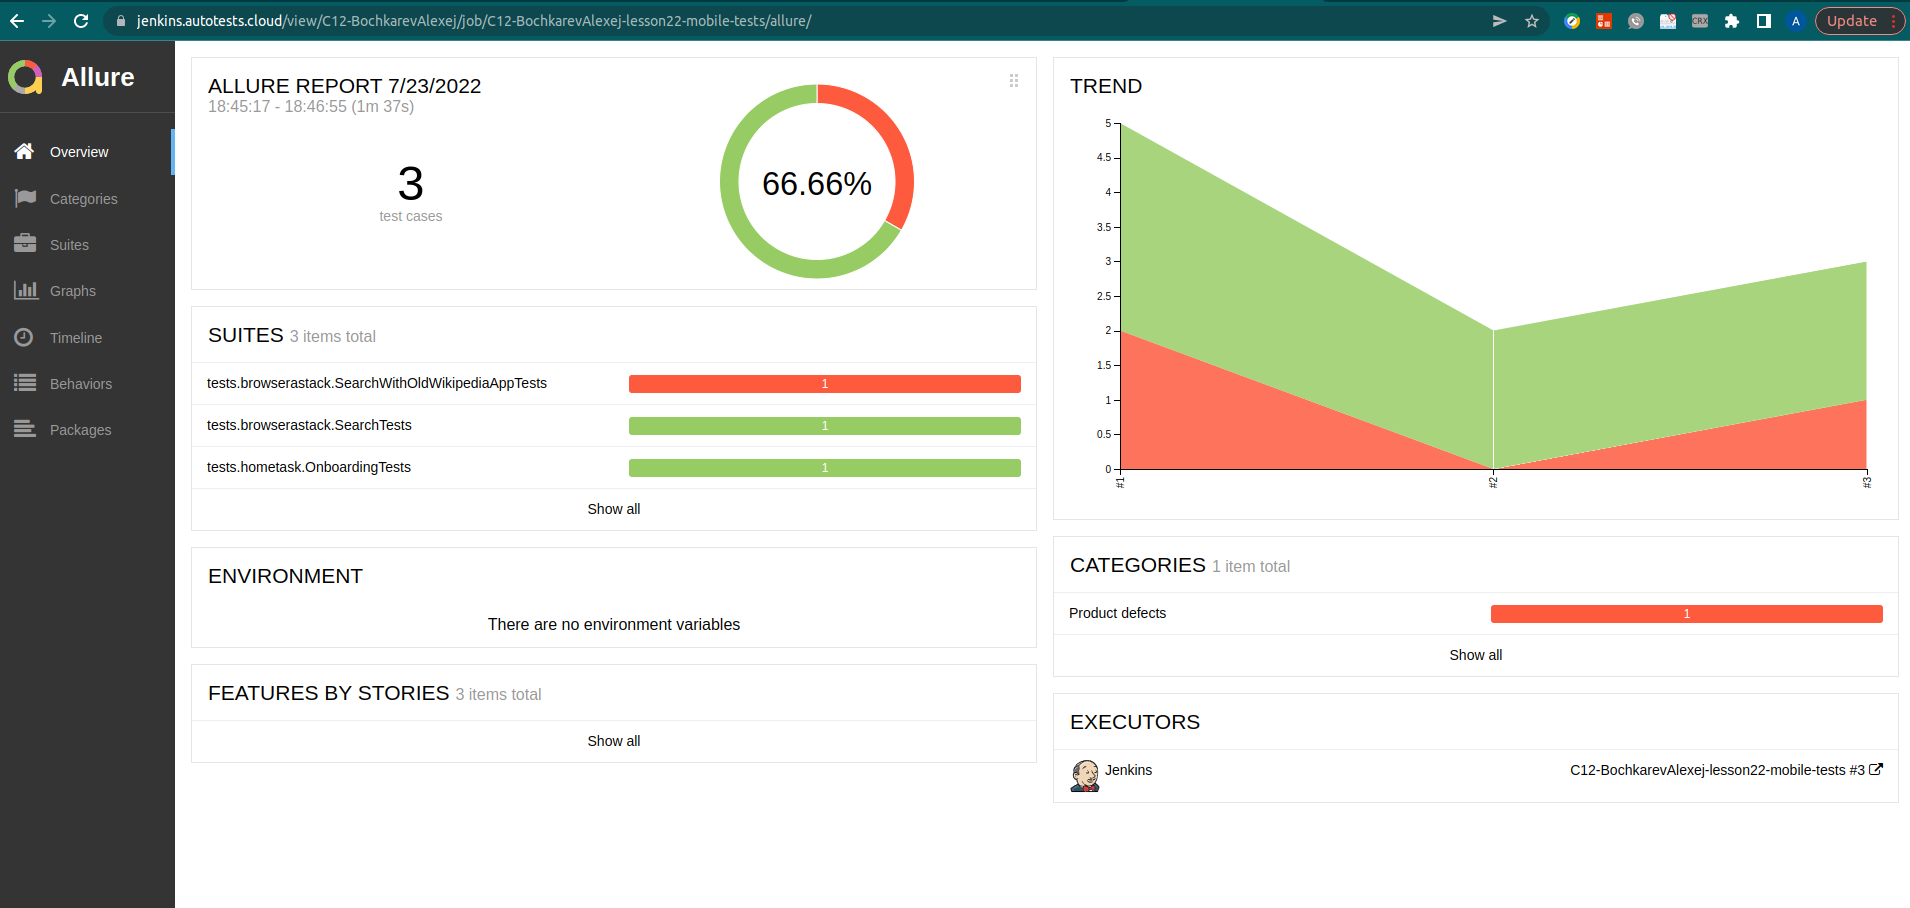 jenkins.autotests.cloud/view/C12-BochkarevAlexej/job/C12-BochkarevAlexej-lesson22-mobile-tests/allure/
CRX
A
Update
Allure
Overview
Categories
Suites
Graphs
Timeline
Behaviors
Packages
ALLURE REPORT 7/23/2022
18:45:17 - 18:46:55 (1m 37s)
3
test cases
66.66%
SUITES 3 items total
tests.browserastack.SearchWithOldWikipediaAppTests 1
tests.browserastack.SearchTests 1
tests.hometask.OnboardingTests 1
Show all
ENVIRONMENT
There are no environment variables
FEATURES BY STORIES 3 items total
Show all
TREND
5
4.5
4
3.5
3
2.5
2
1.5
1
0.5
0
#1 #2 #3
CATEGORIES 1 item total
Product defects 1
Show all
EXECUTORS
Jenkins C12-BochkarevAlexej-lesson22-mobile-tests #3